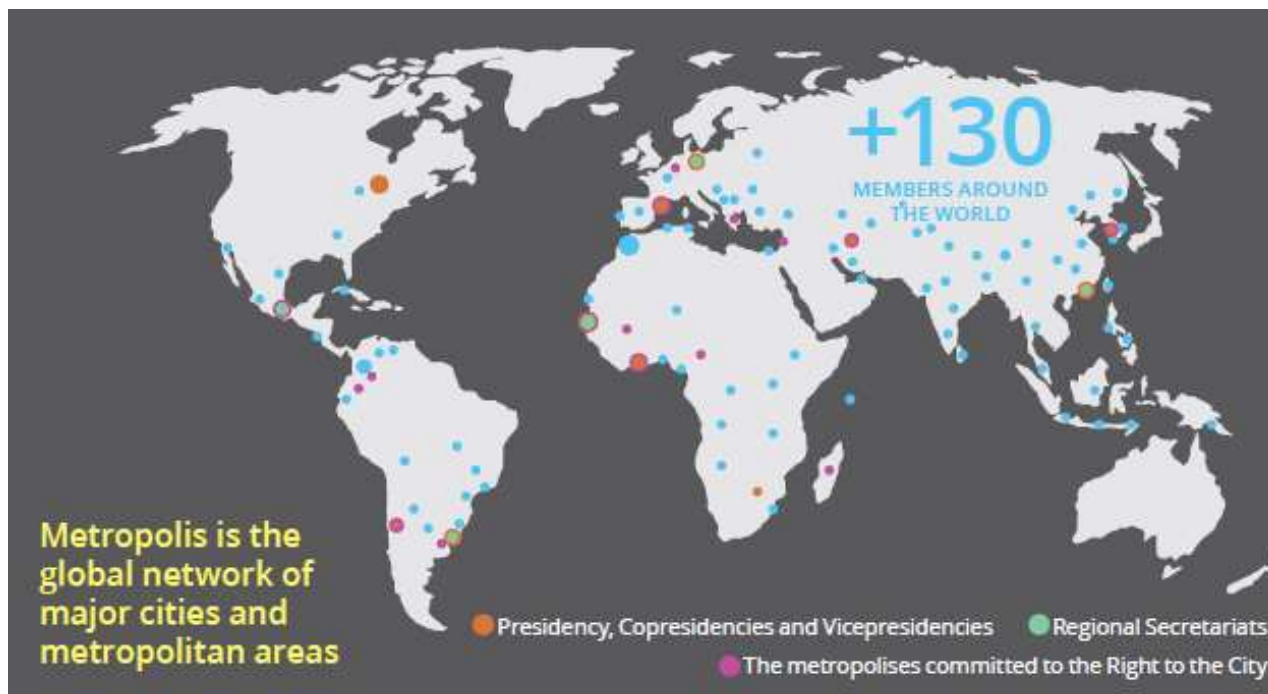 +130
MEMBERS AROUND
THE WORLD
Metropolis is the
global network of
major cities and
metropolitan areas
Presidency, Copresidencies and Vicepresidencies
Regional Secretariats
The metropolises committed to the Right to the City